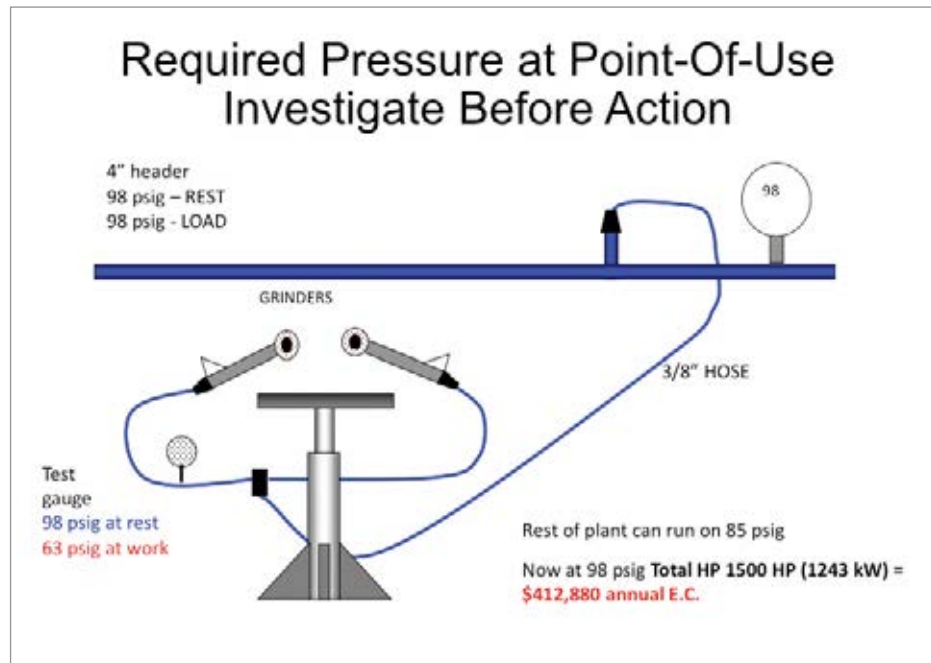 Required Pressure at Point-Of-Use
Investigate Before Action
4" header
98 psig – REST
98 psig - LOAD
98
GRINDERS
3/8" HOSE
Test
gauge
98 psig at rest
63 psig at work
Rest of plant can run on 85 psig
Now at 98 psig Total HP 1500 HP (1243 kW) =
$412,880 annual E.C.